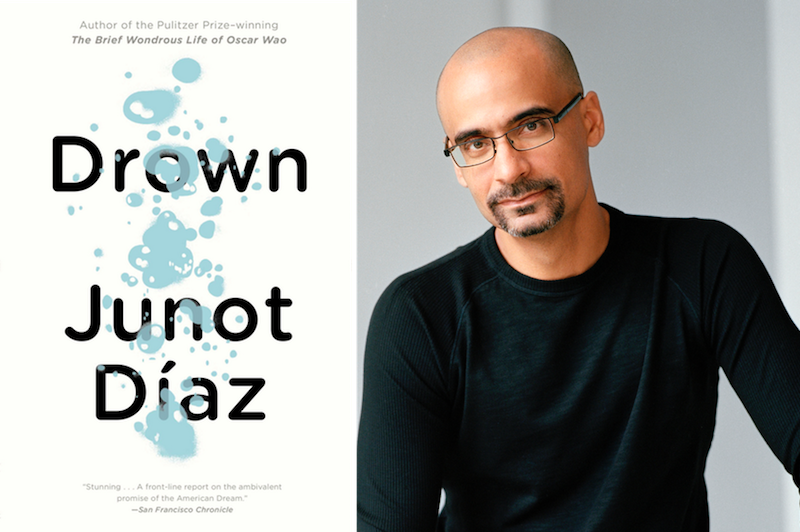 Author of the Pulitzer Prize–winning
The Brief Wondrous Life of Oscar Wao
Drown
Junot
Díaz
“Stunning . . . A front-line report on the ambivalent
promise of the American Dream.”
—San Francisco Chronicle